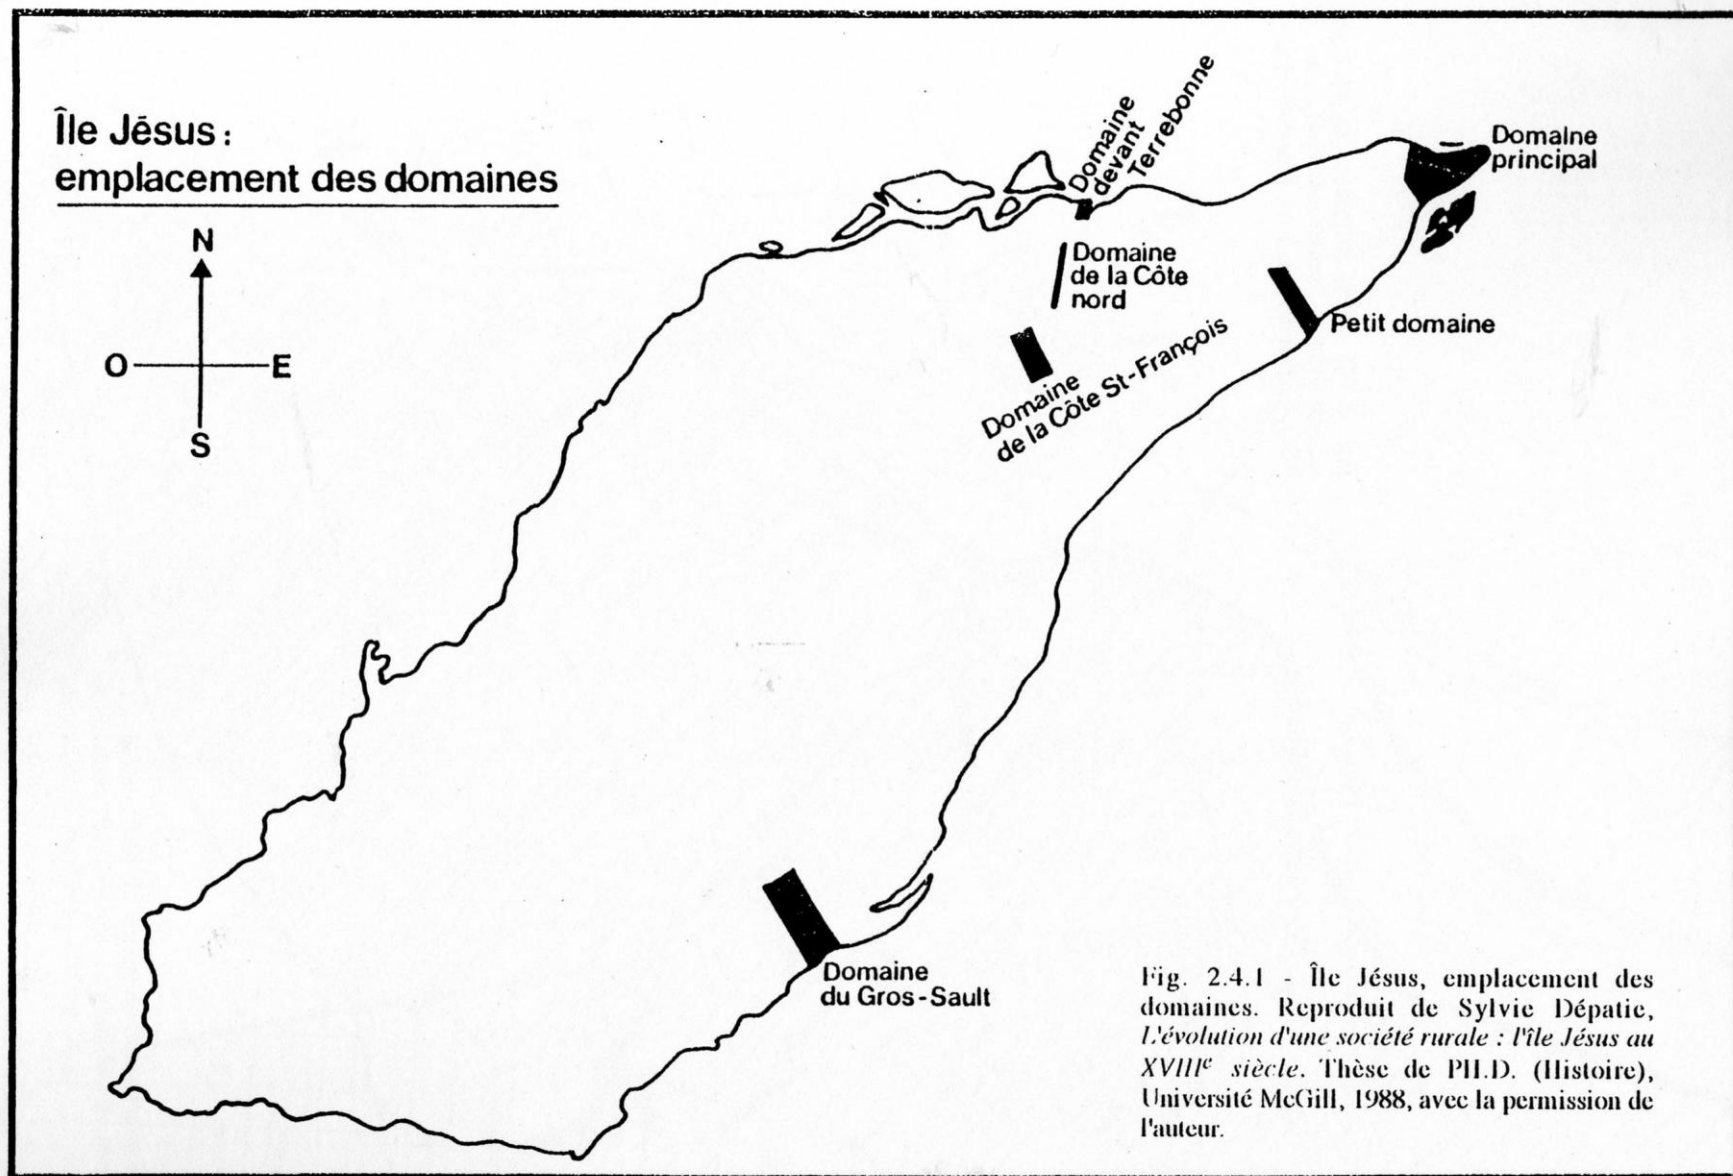 Île Jésus :
emplacement des domaines
N
O
E
S
Domaine
devant
Terrebonne
Domaine
principal
Domaine
de la Côte
nord
Petit domaine
Domaine
de la Côte St-François
Domaine
du Gros-Sault
Fig. 2.4.1 - Île Jésus, emplacement des
domaines. Reproduit de Sylvie Dépatie,
L'évolution d'une société rurale : l'île Jésus au
XVIIIe siècle. Thèse de PH.D. (Histoire),
Université McGill, 1988, avec la permission de
l'auteur.